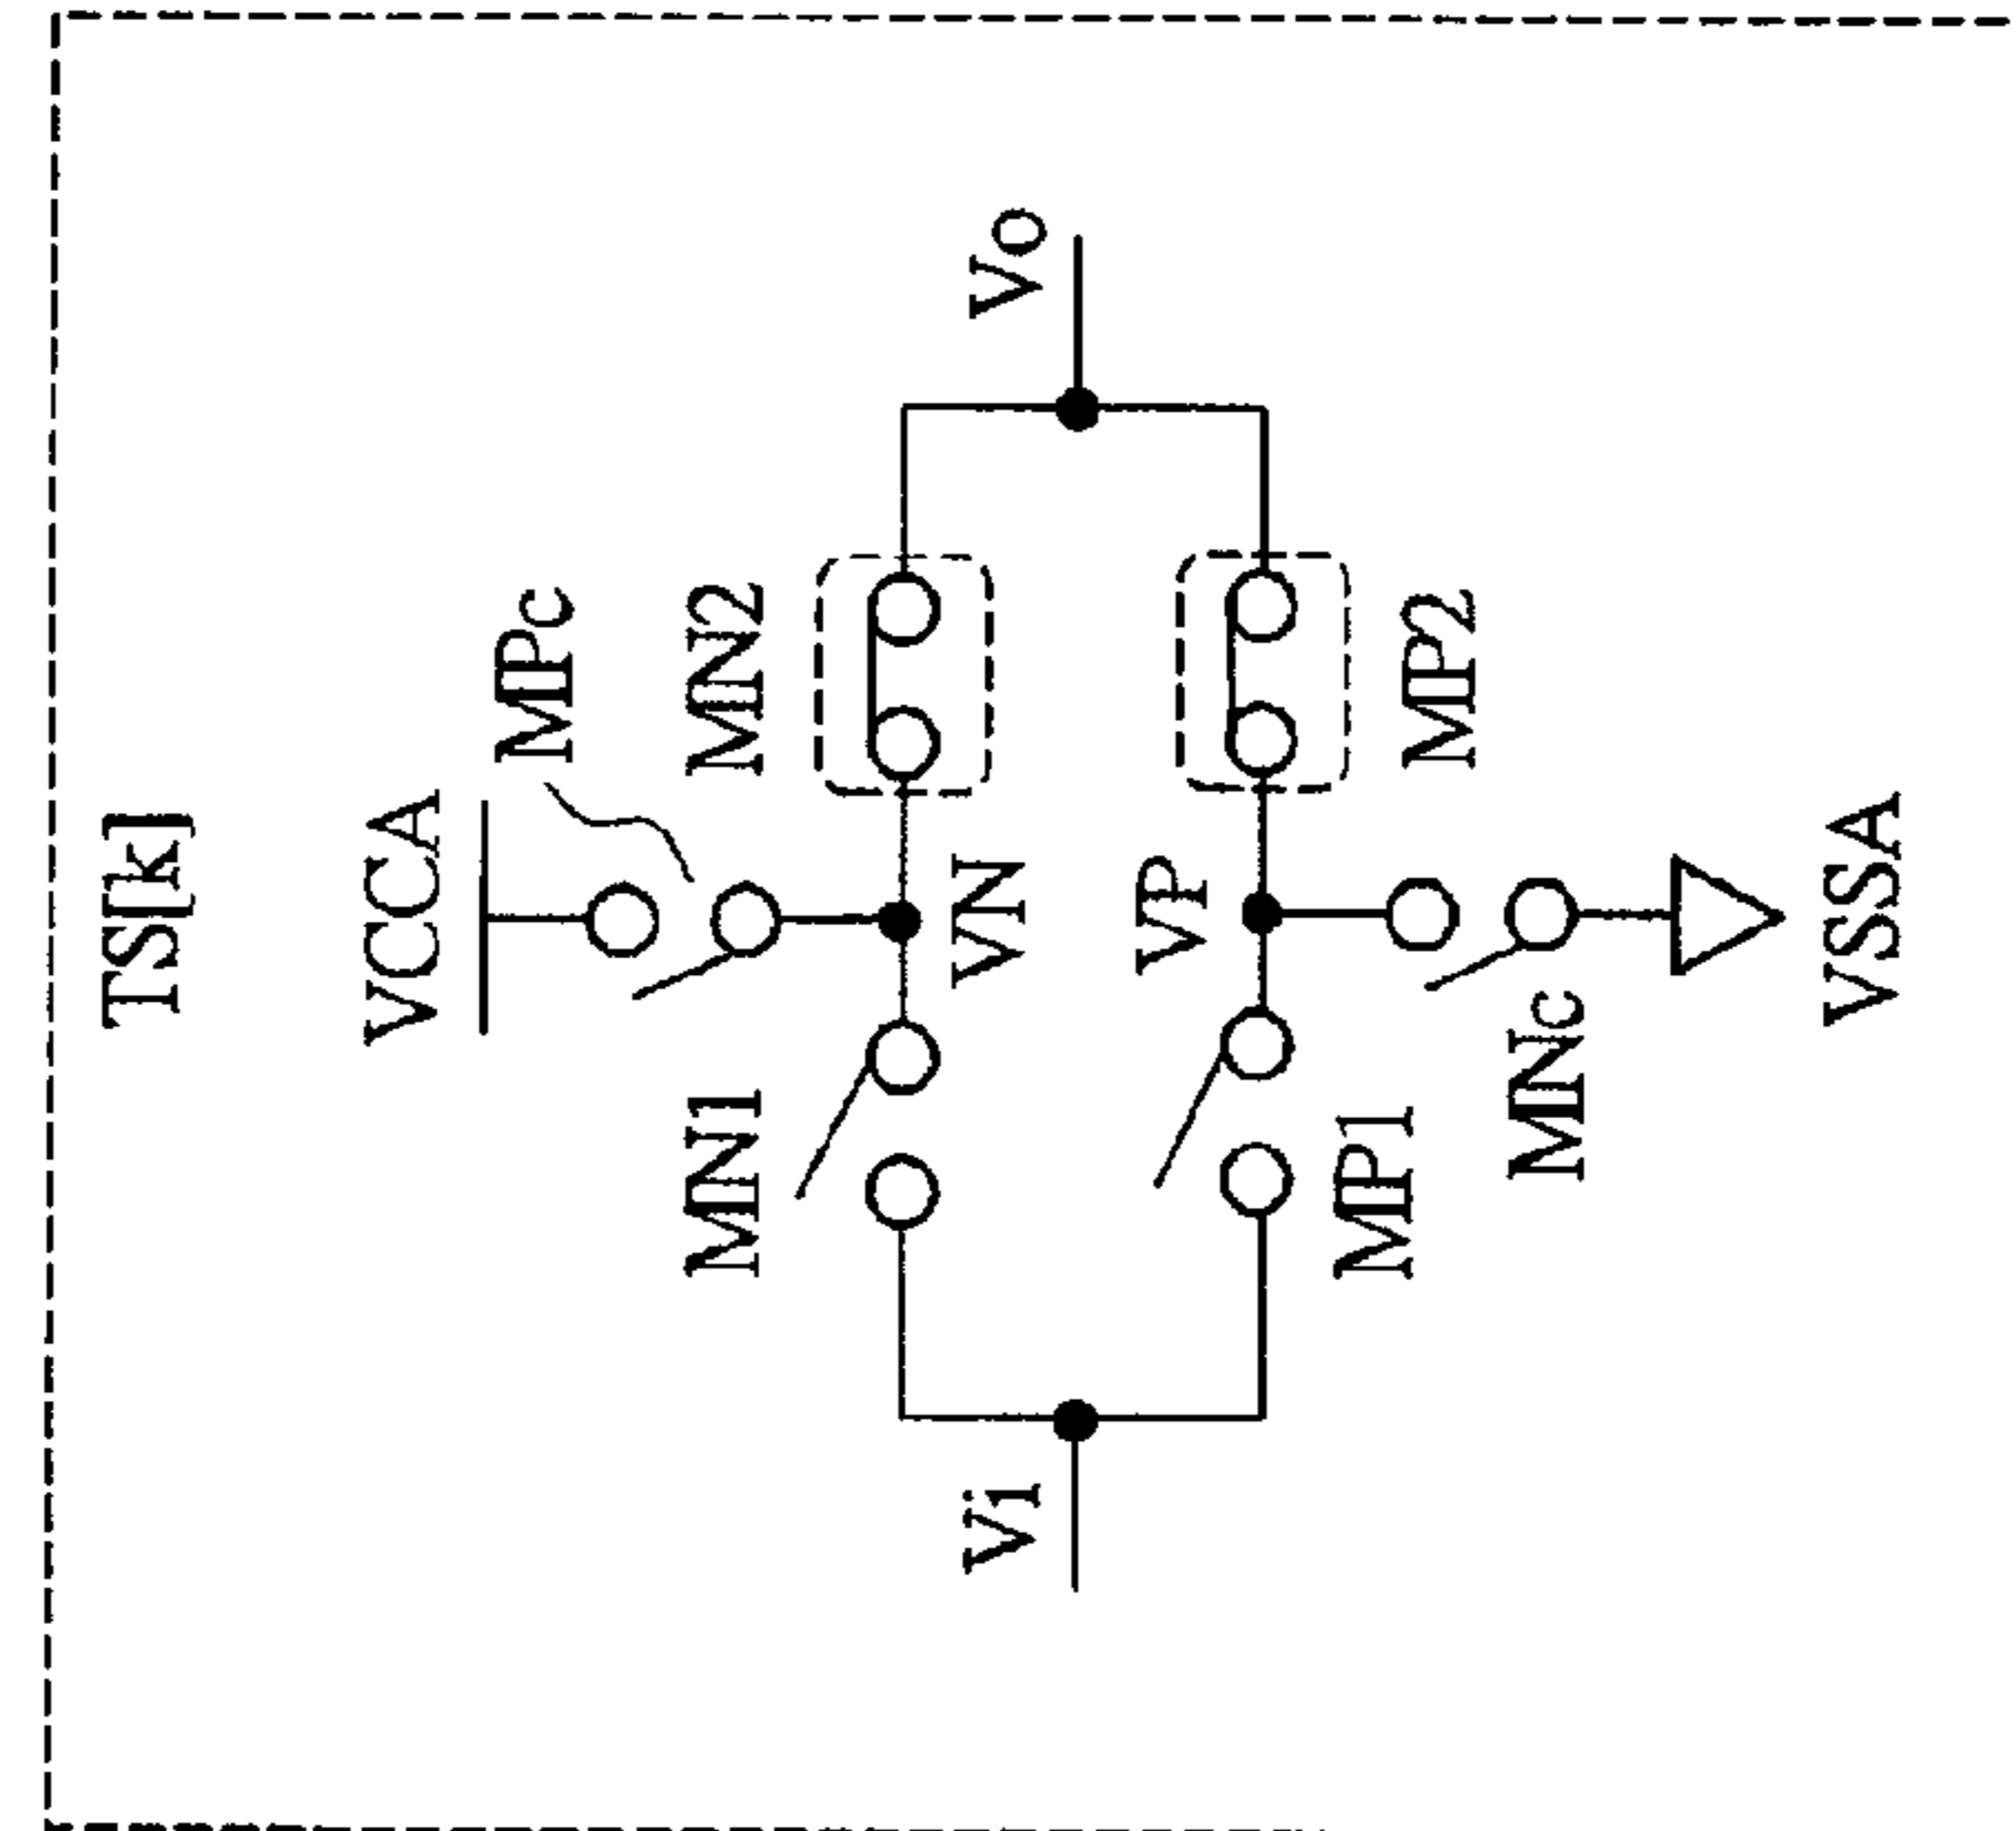 TS[k]
VCCA
MPc
MN1
MN2
VN
Vi
Vo
VP
MP1
MP2
MNc
VSSA